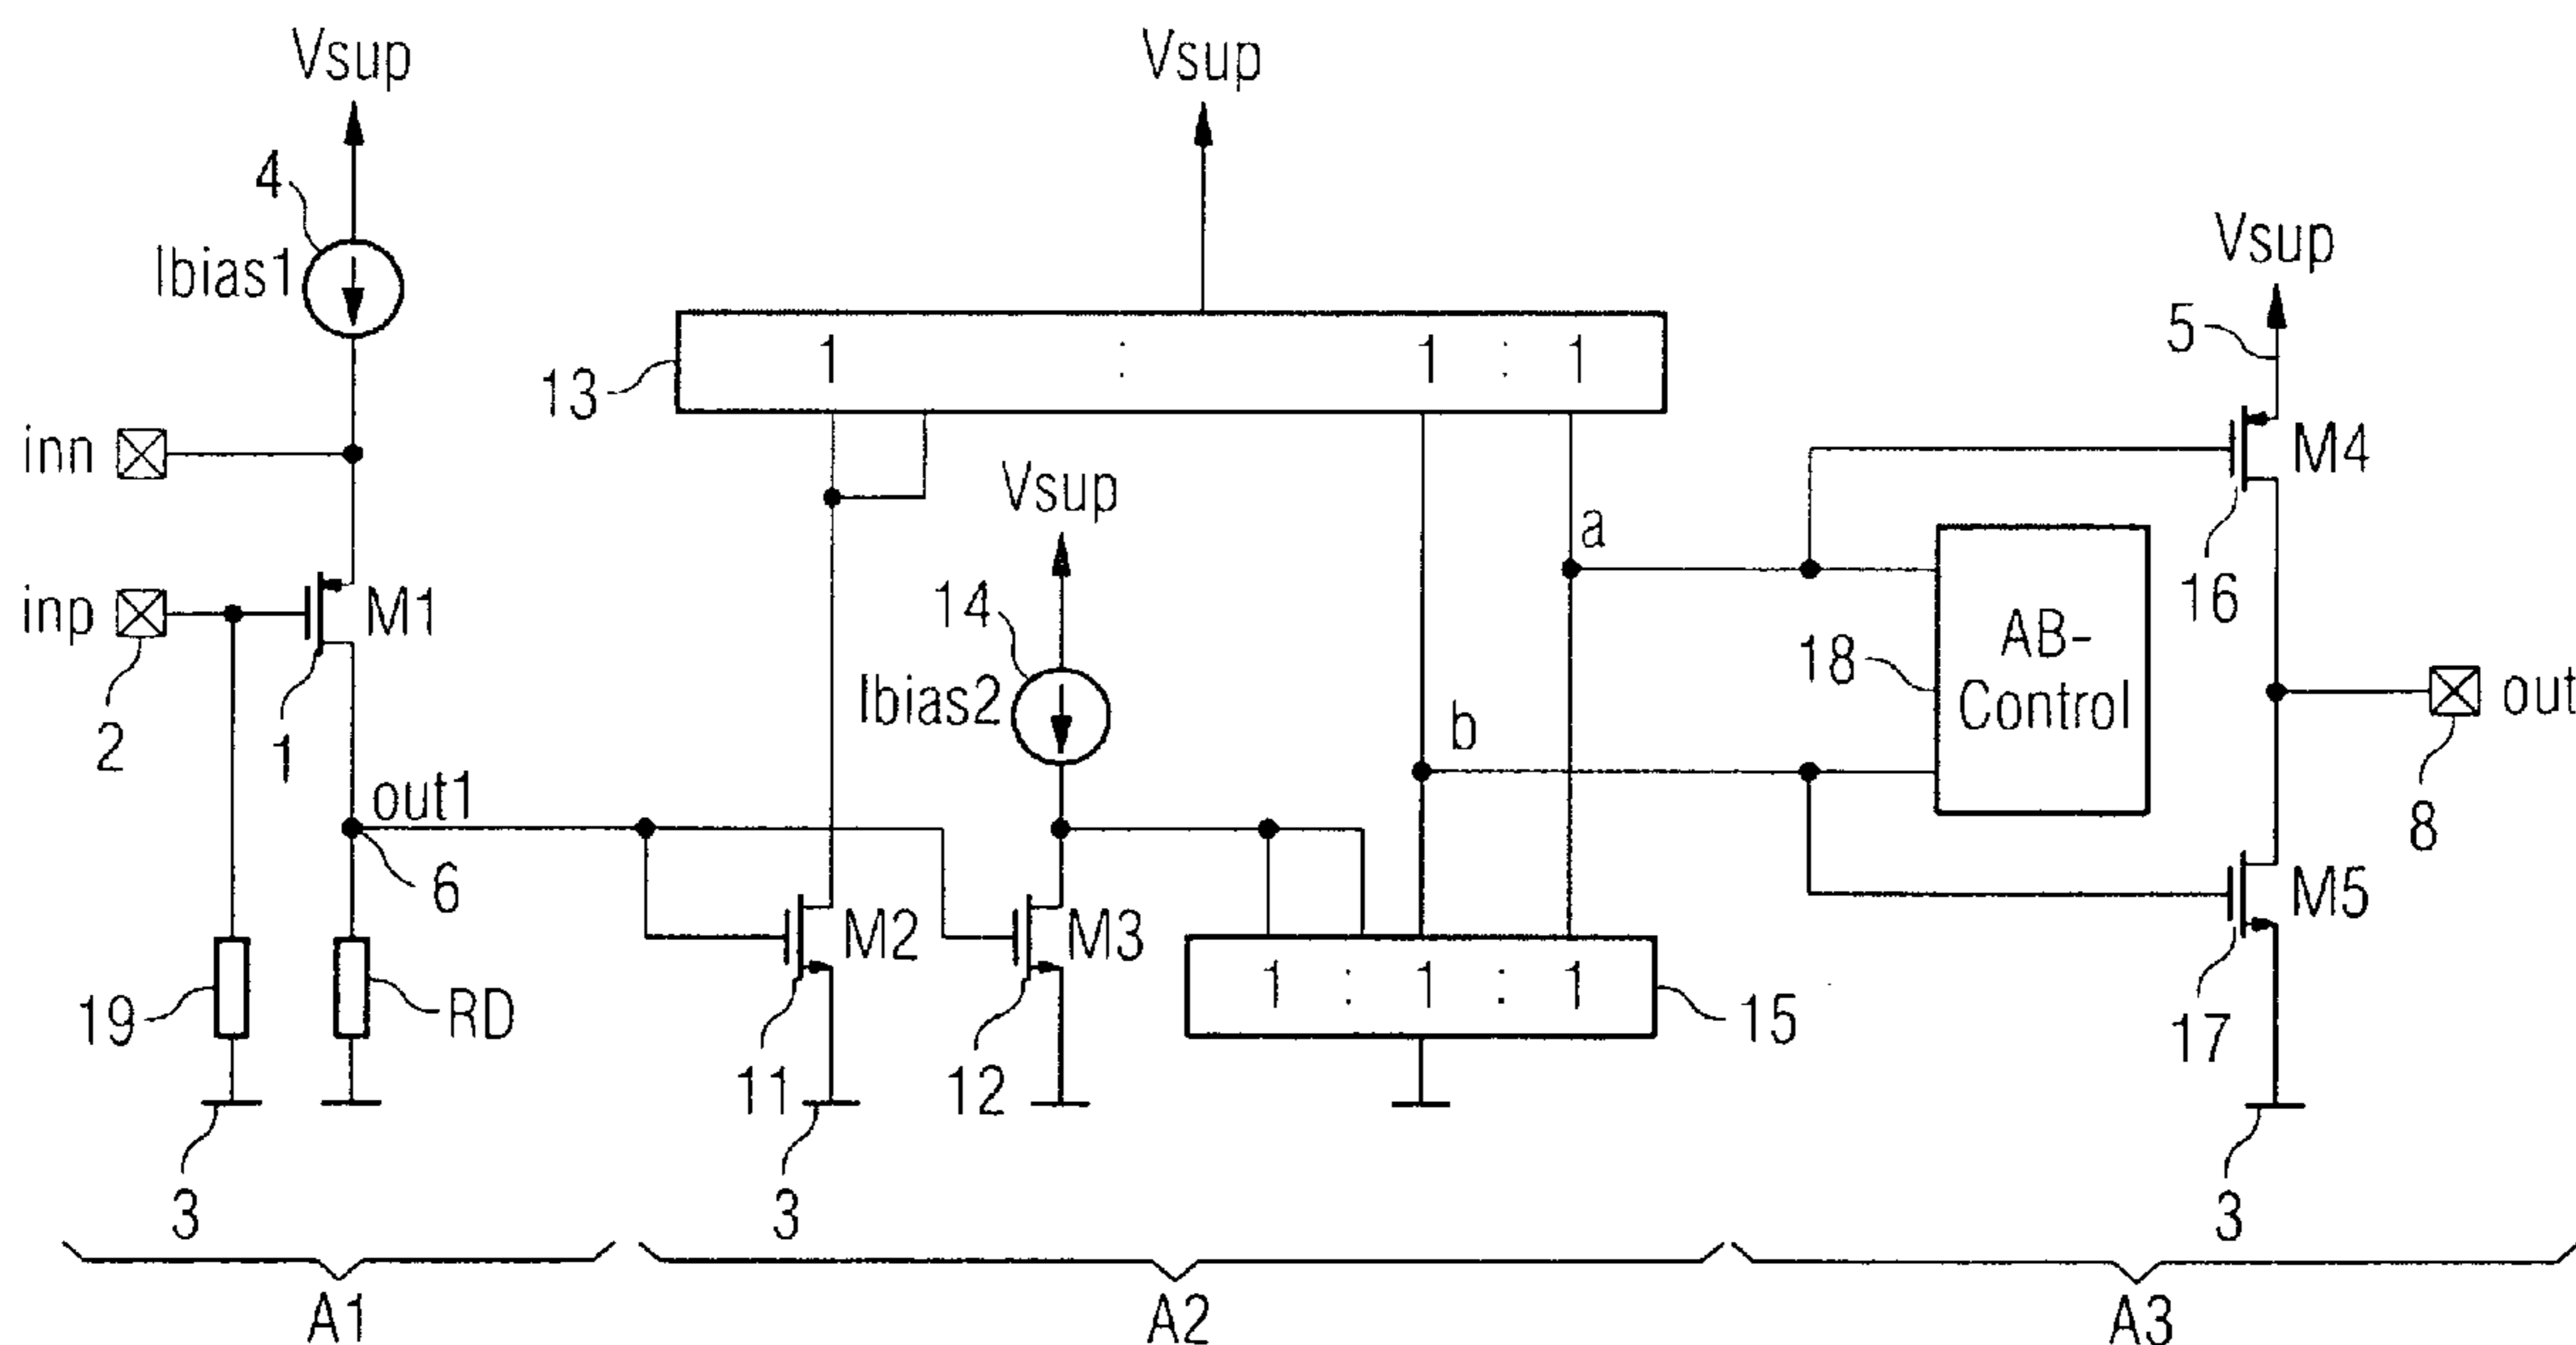 Vsup
Vsup
4
Ibias1
Vsup
5
13
1 : 1 : 1
inn
M4
Vsup
a
16
inp
M1
14
AB-
Control
18
2
1
Ibias2
b
out
8
out1
6
M2
M3
M5
19
RD
11
12
1 : 1 : 1
15
17
3
3
3
A1
A2
A3